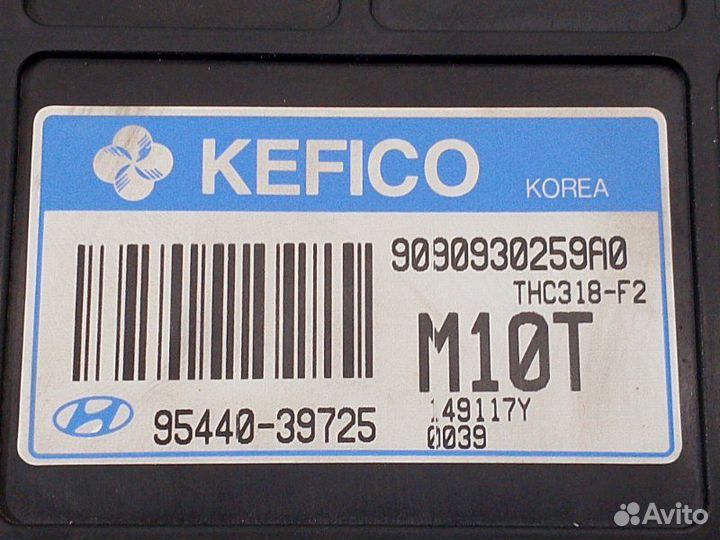 KEFICO
KOREA
9090930259A0
THC318-F2
M10T
149117Y
0039
95440-39725
Avito